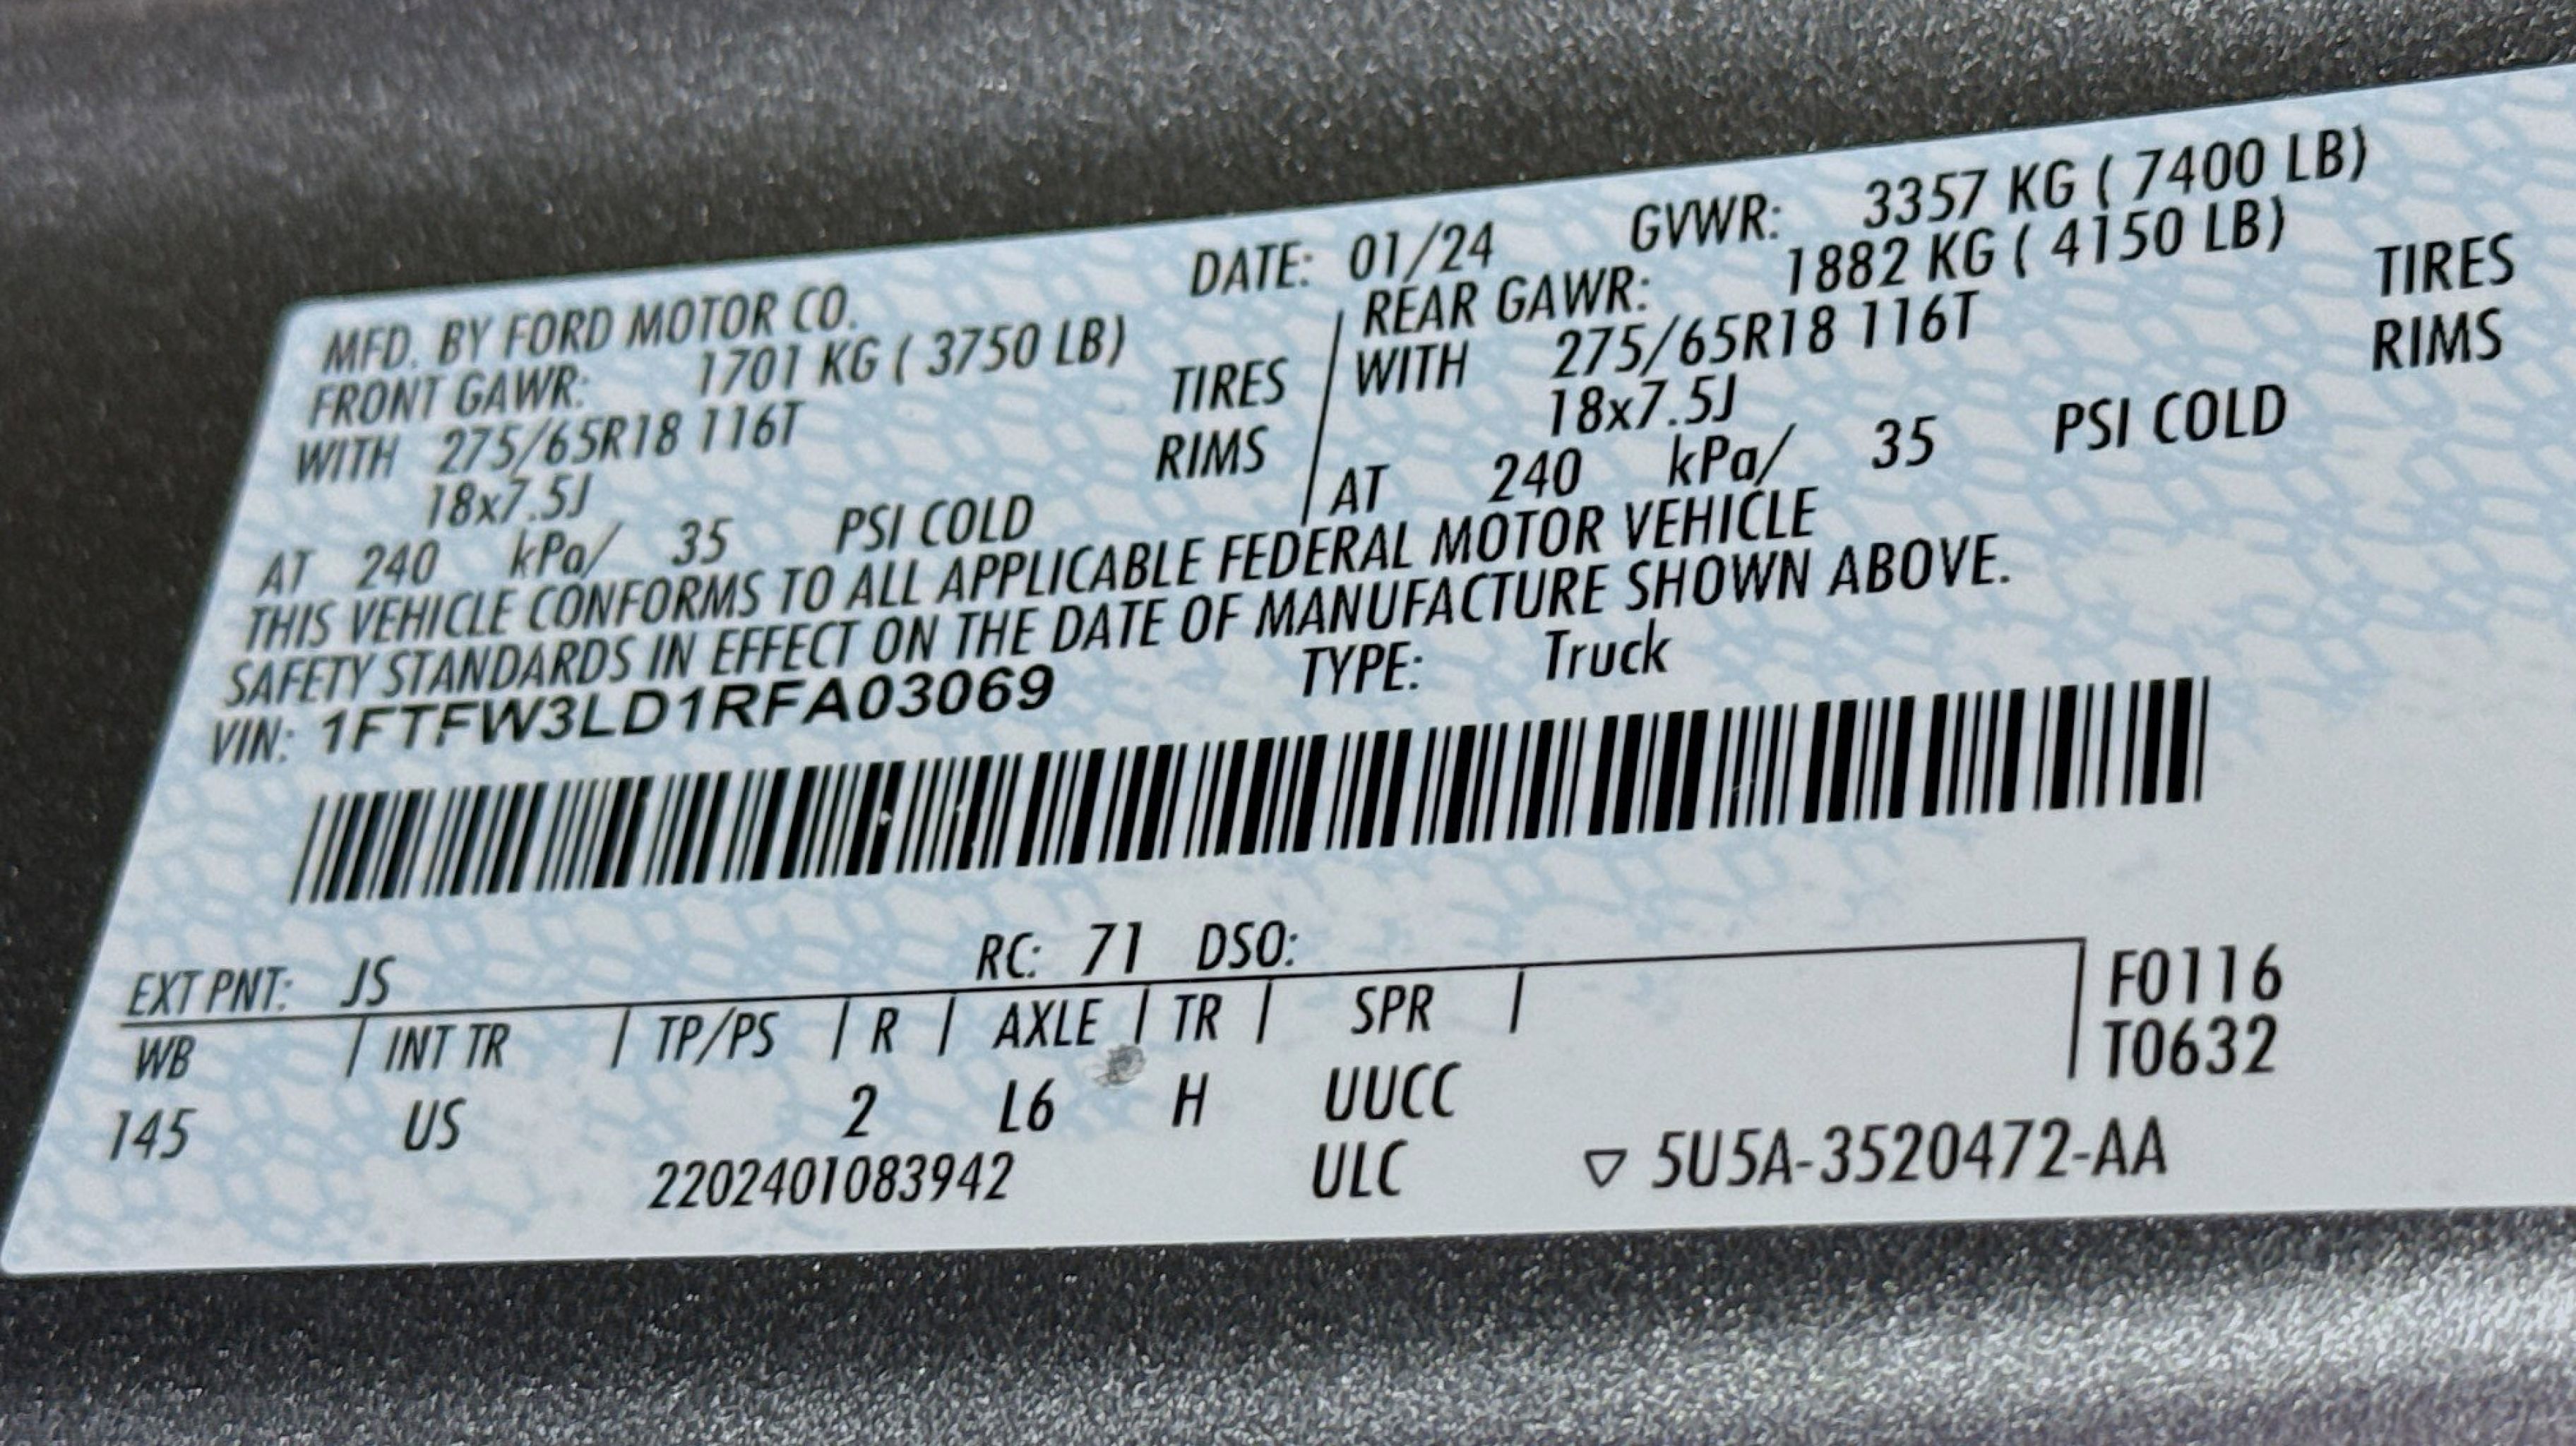 MFD. BY FORD MOTOR CO. DATE: 01/24 GVWR: 3357 KG ( 7400 LB)
FRONT GAWR: 1701 KG ( 3750 LB) REAR GAWR: 1882 KG ( 4150 LB)
WITH 275/65R18 116T TIRES WITH 275/65R18 116T TIRES
18x7.5J RIMS 18x7.5J RIMS
AT 240 kPa/ 35 PSI COLD AT 240 kPa/ 35 PSI COLD
THIS VEHICLE CONFORMS TO ALL APPLICABLE FEDERAL MOTOR VEHICLE
SAFETY STANDARDS IN EFFECT ON THE DATE OF MANUFACTURE SHOWN ABOVE.
VIN: 1FTFW3LD1RFA03069 TYPE: Truck
EXT PNT: JS RC: 71 DSO:
WB | INT TR | TP/PS | R | AXLE | TR | SPR | F0116
T0632
145 US 2 L6 H UUCC
2202401083942 ULC ▽ 5U5A-3520472-AA